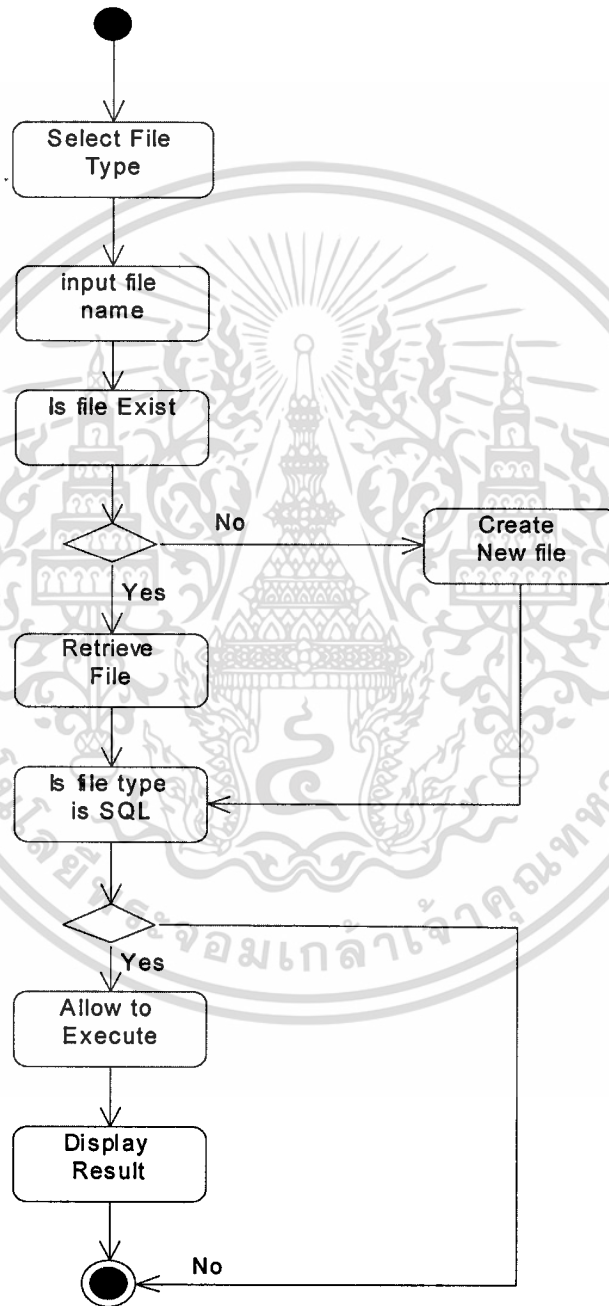 Select File
Type
input file
name
Is file Exist
No
Create
New file
Yes
Retrieve
File
Is file type
is SQL
Yes
Allow to
Execute
Display
Result
No